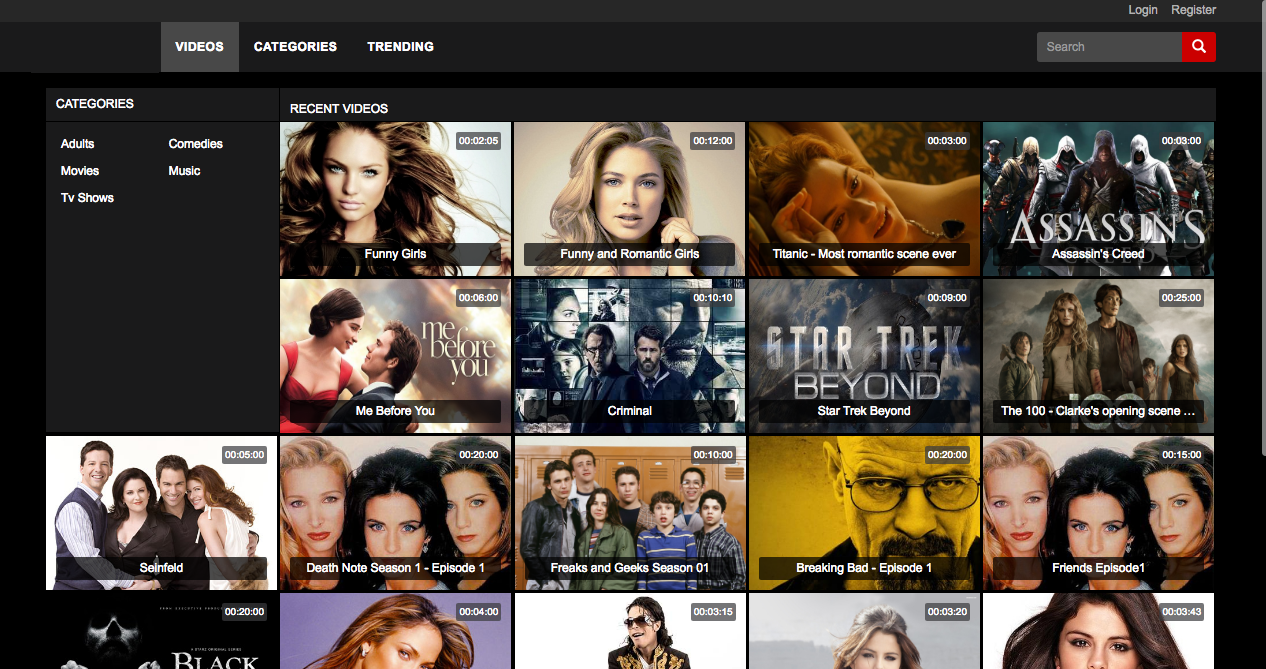 Login Register
VIDEOS CATEGORIES TRENDING Search
CATEGORIES
Adults Comedies
Movies Music
Tv Shows
RECENT VIDEOS
00:02:05
Funny Girls
00:12:00
Funny and Romantic Girls
00:03:00
Titanic - Most romantic scene ever
00:03:00
ASSASSIN'S
CREED
Assassin's Creed
00:06:00
me
before
you
Me Before You
00:10:10
Criminal
00:09:00
STAR TREK
BEYOND
Star Trek Beyond
00:25:00
100
The 100 - Clarke's opening scene ...
00:05:00
Seinfeld
00:20:00
Death Note Season 1 - Episode 1
00:10:00
Freaks and Geeks Season 01
00:20:00
Breaking Bad - Episode 1
00:15:00
Friends Episode1
00:20:00
A STARZ ORIGINAL SERIES
BLACK
00:04:00
00:03:15
00:03:20
00:03:43